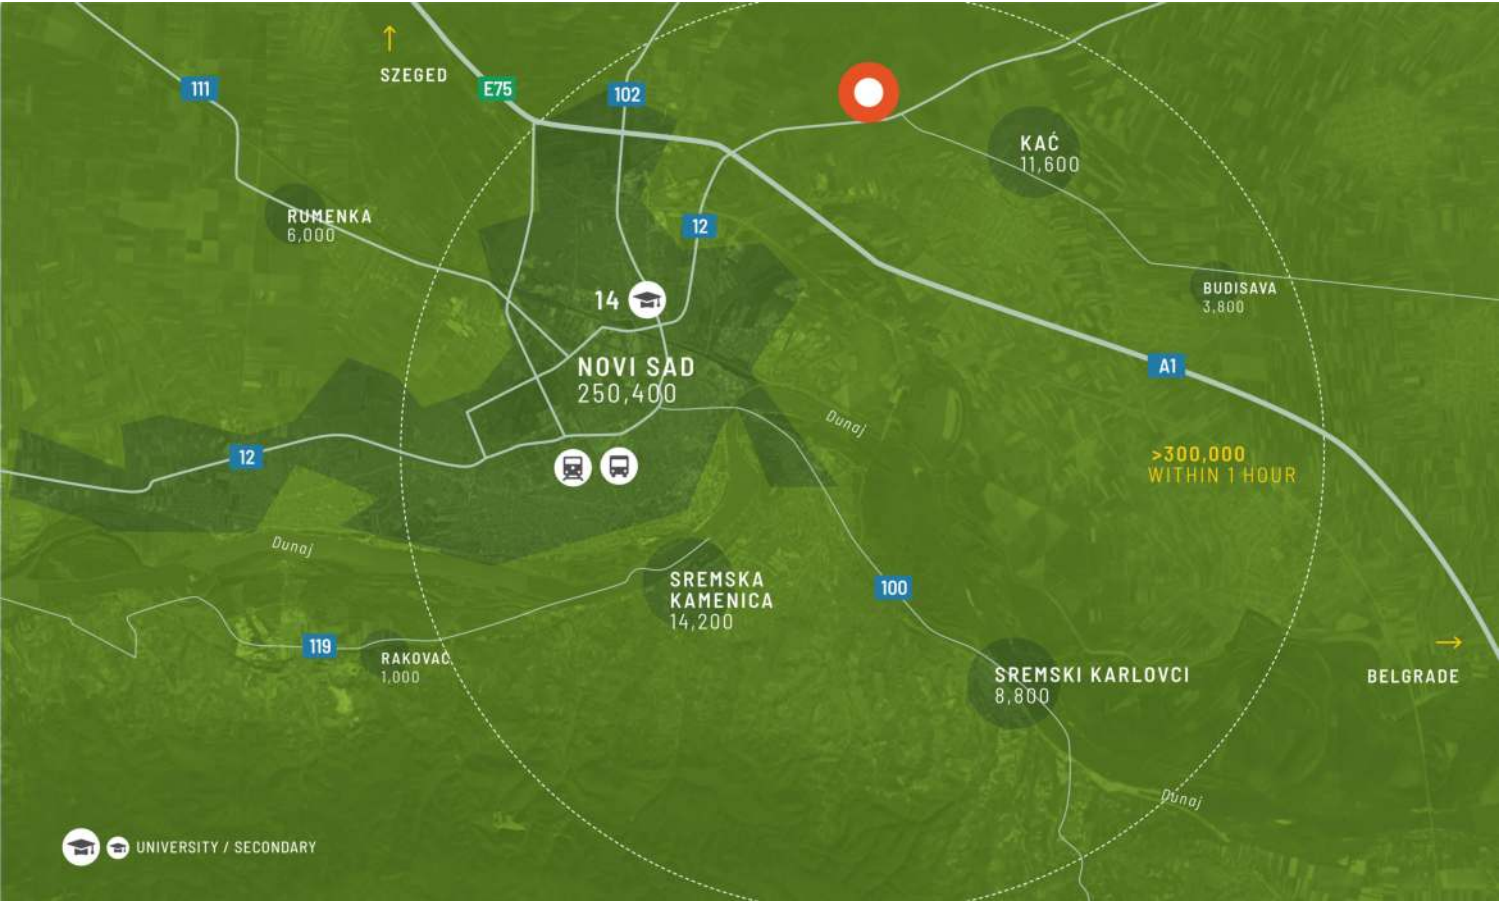 SZEGED
111
E75
102
KAĆ
11,600
RUMENKA
6,000
12
BUDISAVA
3,800
14
NOVI SAD
250,400
A1
Dunaj
12
>300,000
WITHIN 1 HOUR
Dunaj
SREMSKA
KAMENICA
14,200
100
119
RAKOVAC
1,000
SREMSKI KARLOVCI
8,800
BELGRADE
Dunaj
UNIVERSITY / SECONDARY